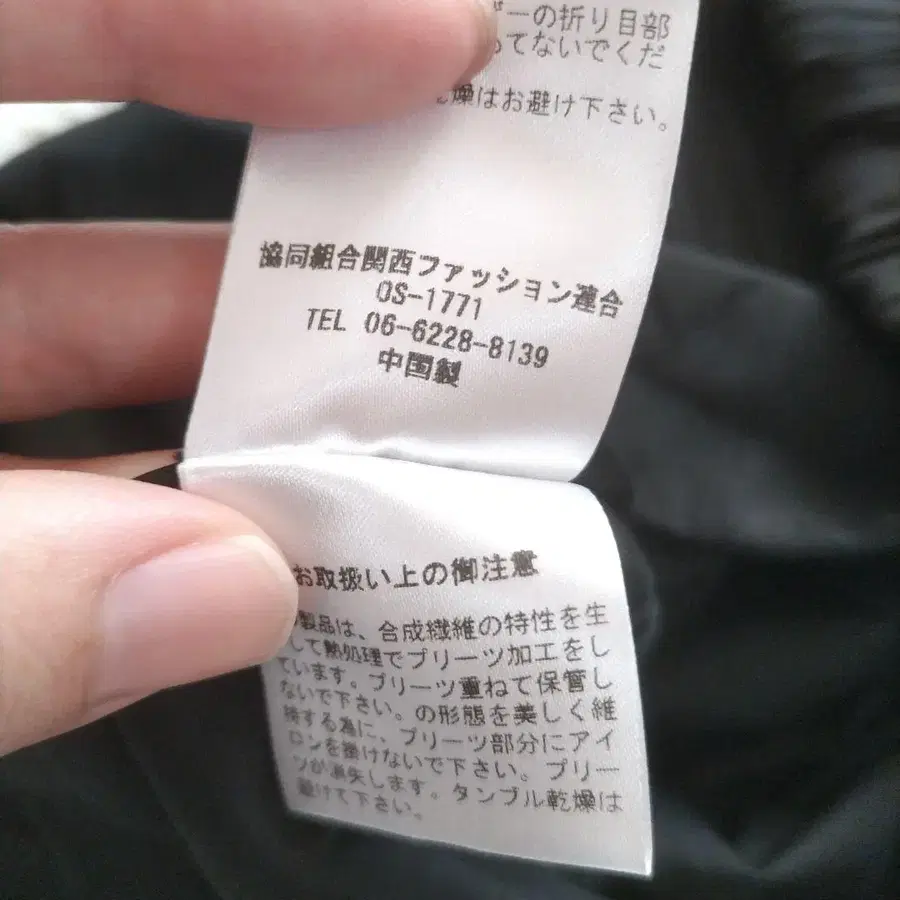 ーの折り目部
ってないでくだ
燥はお避け下さい。
協同組合関西ファッション連合
OS-1771
TEL 06-6228-8139
中国製
お取扱い上の御注意
製品は、合成繊維の特性を生
して熱処理でプリーツ加工をし
ています。プリーツ重ねて保管し
ないで下さい。の形態を美しく維
持する為に、プリーツ部分にアイ
ロンを掛けないで下さい。プリー
ツが消失します。タンブル乾燥は
避けて下さい。